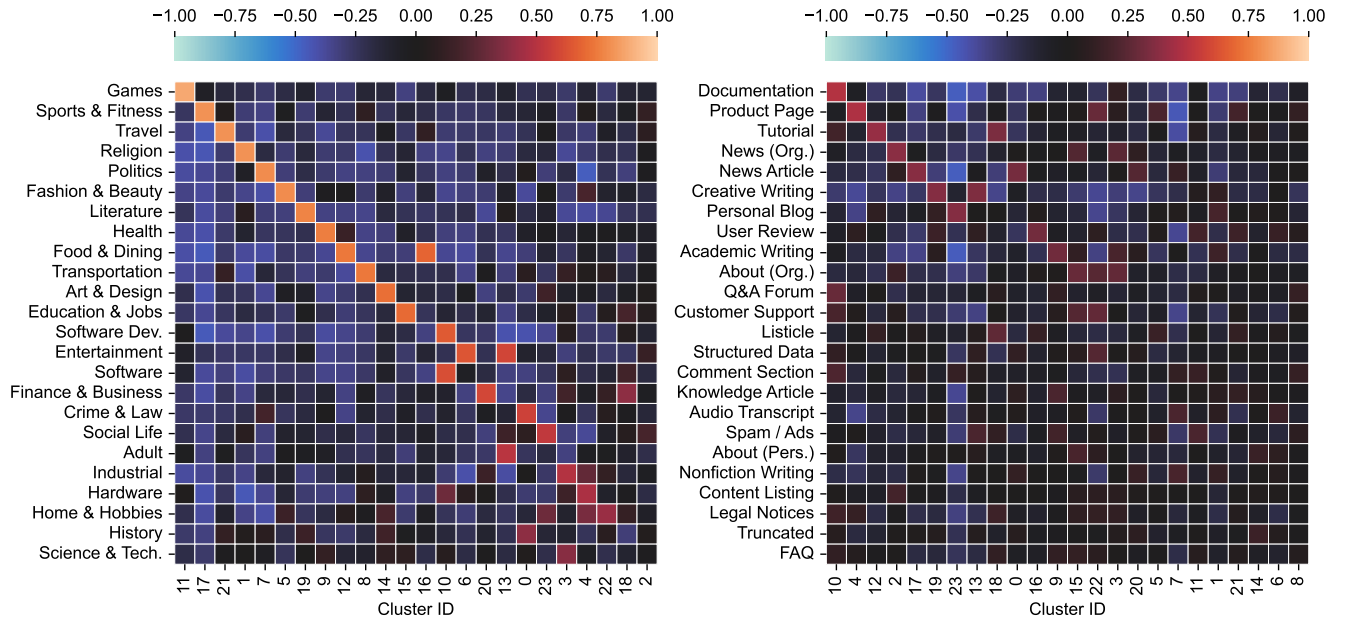 −1.00 −0.75 −0.50 −0.25 0.00 0.25 0.50 0.75 1.00
Games
Sports & Fitness
Travel
Religion
Politics
Fashion & Beauty
Literature
Health
Food & Dining
Transportation
Art & Design
Education & Jobs
Software Dev.
Entertainment
Software
Finance & Business
Crime & Law
Social Life
Adult
Industrial
Hardware
Home & Hobbies
History
Science & Tech.
11 17 21 1 7 5 19 9 12 8 14 15 16 10 6 20 13 0 23 3 4 22 18 2
Cluster ID
−1.00 −0.75 −0.50 −0.25 0.00 0.25 0.50 0.75 1.00
Documentation
Product Page
Tutorial
News (Org.)
News Article
Creative Writing
Personal Blog
User Review
Academic Writing
About (Org.)
Q&A Forum
Customer Support
Listicle
Structured Data
Comment Section
Knowledge Article
Audio Transcript
Spam / Ads
About (Pers.)
Nonfiction Writing
Content Listing
Legal Notices
Truncated
FAQ
10 4 12 2 17 19 23 13 18 0 16 9 15 22 3 20 5 7 11 1 21 14 6 8
Cluster ID